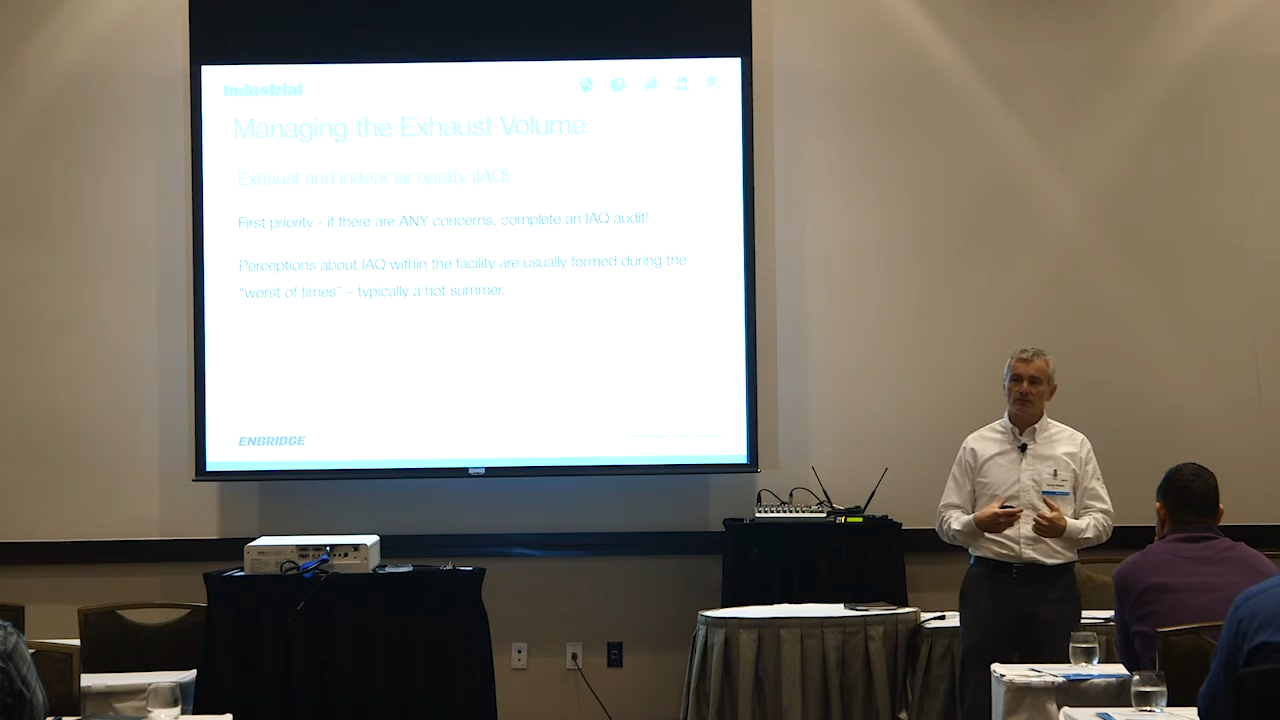 Industrial
Managing the Exhaust Volume
Exhaust and indoor air quality (IAQ)
First priority - if there are ANY concerns, complete an IAQ audit!
Perceptions about IAQ within the facility are usually formed during the
“worst of times” – typically a hot summer.
ENBRIDGE